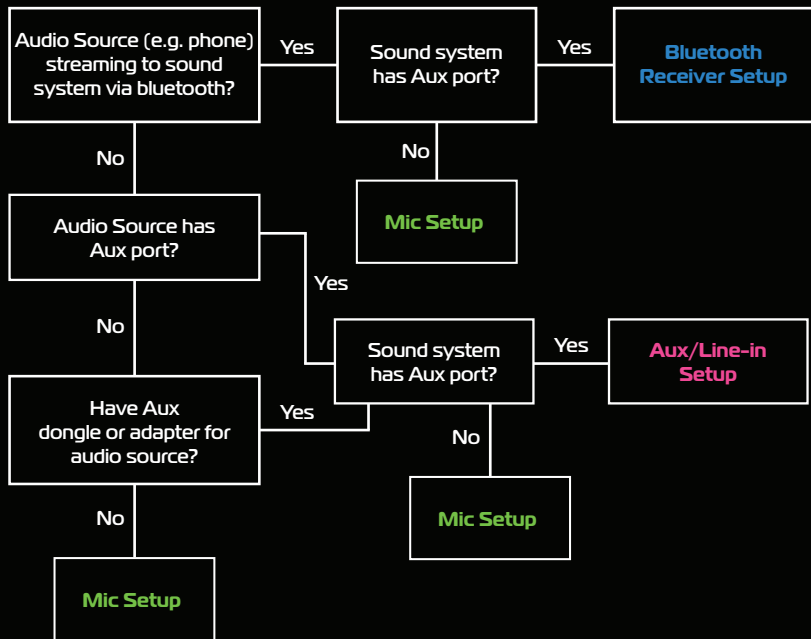 Audio Source (e.g. phone)
streaming to sound
system via bluetooth?
Yes
Sound system
has Aux port?
Yes
Bluetooth
Receiver Setup
No
No
Mic Setup
Audio Source has
Aux port?
Yes
No
Sound system
has Aux port?
Yes
Aux/Line-in
Setup
Have Aux
dongle or adapter for
audio source?
Yes
No
Mic Setup
No
Mic Setup